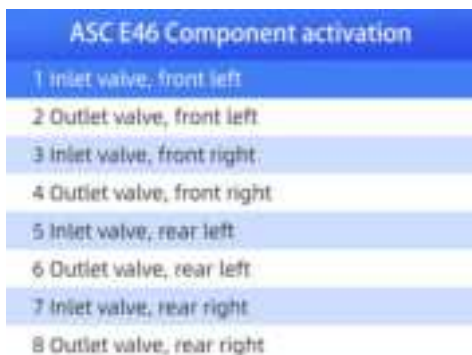 ASC E46 Component activation
1 Inlet valve, front left
2 Outlet valve, front left
3 Inlet valve, front right
4 Outlet valve, front right
5 Inlet valve, rear left
6 Outlet valve, rear left
7 Inlet valve, rear right
8 Outlet valve, rear right